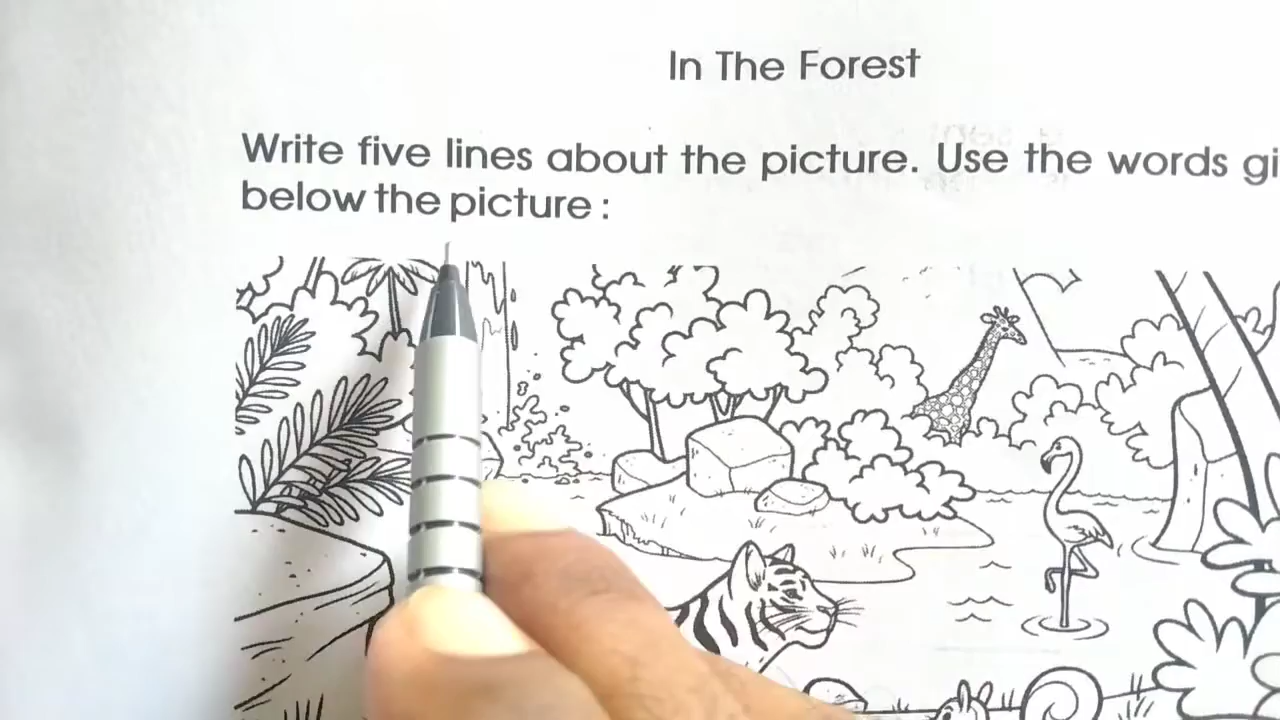 In The Forest
Write five lines about the picture. Use the words
below the picture :